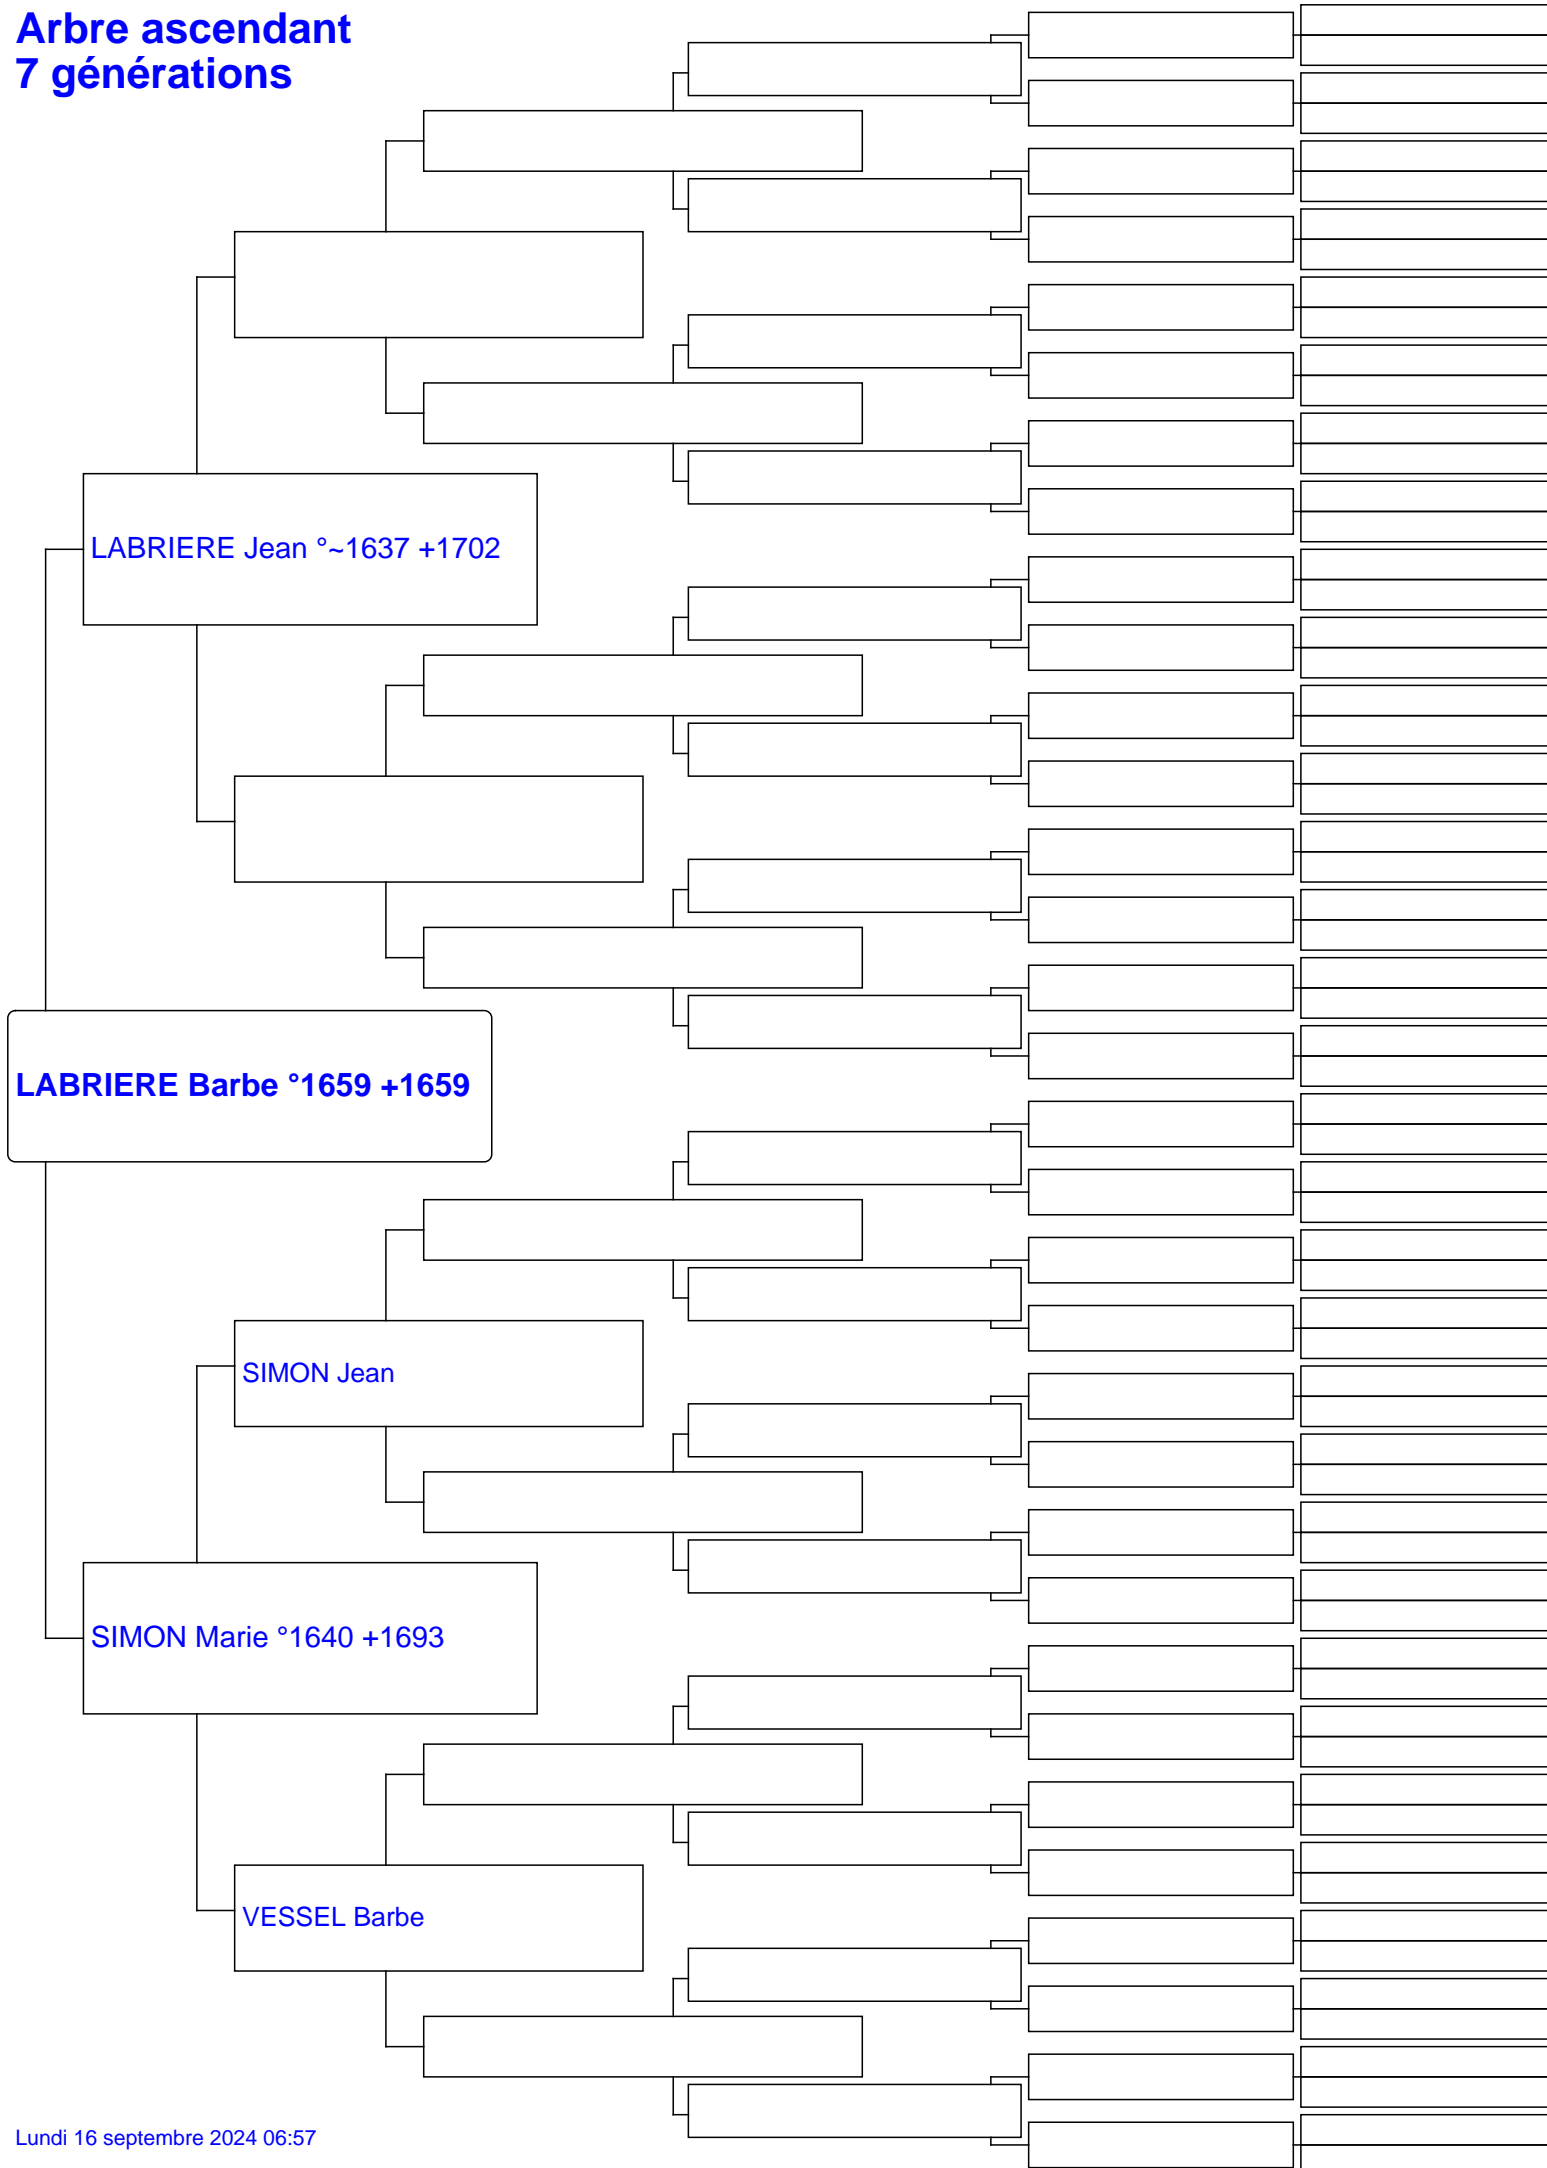 Arbre ascendant
7 générations
LABRIERE Jean °~1637 +1702
LABRIERE Barbe °1659 +1659
SIMON Jean
SIMON Marie °1640 +1693
VESSEL Barbe
Lundi 16 septembre 2024 06:57